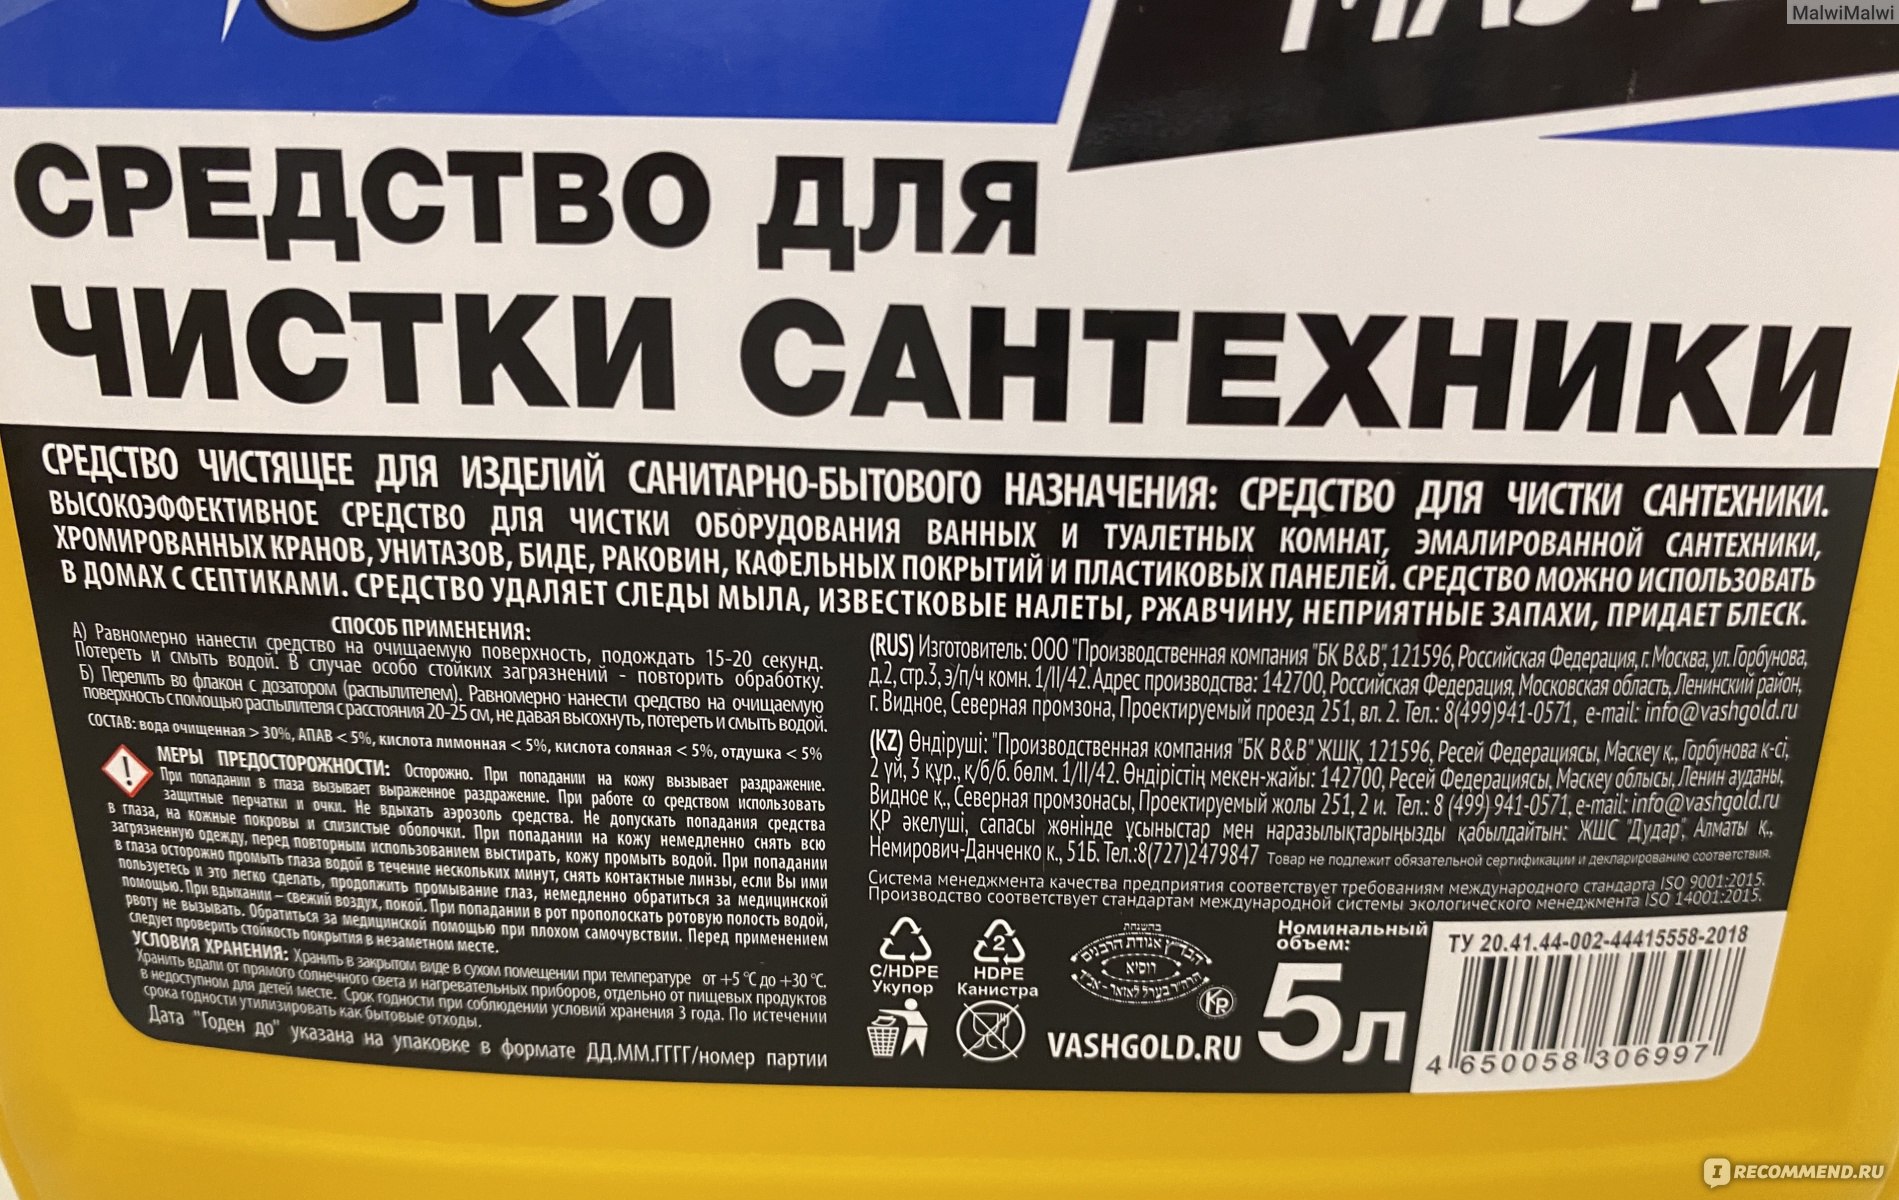 MalwiMalwi
СРЕДСТВО ДЛЯ
ЧИСТКИ САНТЕХНИКИ
СРЕДСТВО ЧИСТЯЩЕЕ ДЛЯ ИЗДЕЛИЙ САНИТАРНО-БЫТОВОГО НАЗНАЧЕНИЯ: СРЕДСТВО ДЛЯ ЧИСТКИ САНТЕХНИКИ.
ВЫСОКОЭФФЕКТИВНОЕ СРЕДСТВО ДЛЯ ЧИСТКИ ОБОРУДОВАНИЯ ВАННЫХ И ТУАЛЕТНЫХ КОМНАТ, ЭМАЛИРОВАННОЙ САНТЕХНИКИ,
ХРОМИРОВАННЫХ КРАНОВ, УНИТАЗОВ, БИДЕ, РАКОВИН, КАФЕЛЬНЫХ ПОКРЫТИЙ И ПЛАСТИКОВЫХ ПАНЕЛЕЙ. СРЕДСТВО МОЖНО ИСПОЛЬЗОВАТЬ
В ДОМАХ С СЕПТИКАМИ. СРЕДСТВО УДАЛЯЕТ СЛЕДЫ МЫЛА, ИЗВЕСТКОВЫЕ НАЛЕТЫ, РЖАВЧИНУ, НЕПРИЯТНЫЕ ЗАПАХИ, ПРИДАЕТ БЛЕСК.
СПОСОБ ПРИМЕНЕНИЯ:
А) Равномерно нанести средство на очищаемую поверхность, подождать 15-20 секунд.
Потереть и смыть водой. В случае особо стойких загрязнений - повторить обработку.
Б) Перелить во флакон с дозатором (распылителем). Равномерно нанести средство на очищаемую
поверхность с помощью распылителя с расстояния 20-25 см, не давая высохнуть, потереть и смыть водой.
СОСТАВ: вода очищенная > 30%, АПАВ < 5%, кислота лимонная < 5%, кислота соляная < 5%, отдушка < 5%
МЕРЫ ПРЕДОСТОРОЖНОСТИ: Осторожно. При попадании на кожу вызывает раздражение.
При попадании в глаза вызывает выраженное раздражение. При работе со средством использовать
защитные перчатки и очки. Не вдыхать аэрозоль средства. Не допускать попадания средства
в глаза, на кожные покровы и слизистые оболочки. При попадании на кожу немедленно снять всю
загрязненную одежду, перед повторным использованием выстирать, кожу промыть водой. При попадании
в глаза осторожно промыть глаза водой в течение нескольких минут, снять контактные линзы, если Вы ими
пользуетесь и это легко сделать, продолжить промывание глаз, немедленно обратиться за медицинской
помощью. При вдыхании – свежий воздух, покой. При попадании в рот прополоскать ротовую полость водой,
рвоту не вызывать. Обратиться за медицинской помощью при плохом самочувствии. Перед применением
следует проверить стойкость покрытия в незаметном месте.
УСЛОВИЯ ХРАНЕНИЯ: Хранить в закрытом виде в сухом помещении при температуре от +5 °С до +30 °С.
Хранить вдали от прямого солнечного света и нагревательных приборов, отдельно от пищевых продуктов
в недоступном для детей месте. Срок годности при соблюдении условий хранения 3 года. По истечении
срока годности утилизировать как бытовые отходы.
Дата "Годен до" указана на упаковке в формате ДД.ММ.ГГГГ/номер партии
(RUS) Изготовитель: ООО "Производственная компания "БК В&В", 121596, Российская Федерация, г. Москва, ул. Горбунова,
д.2, стр.3, э/п/ч комн. 1/II/42. Адрес производства: 142700, Российская Федерация, Московская область, Ленинский район,
г. Видное, Северная промзона, Проектируемый проезд 251, вл. 2. Тел.: 8(499)941-0571, e-mail: info@vashgold.ru
(KZ) Өндіруші: "Производственная компания "БК В&В" ЖШҚ, 121596, Ресей Федерациясы, Мәскеу қ., Горбунова к-сі,
2 үй, 3 құр., қ/б/б. бөлм. 1/II/42. Өндірістің мекен-жайы: 142700, Ресей Федерациясы, Мәскеу облысы, Ленин ауданы,
Видное қ., Северная промзонасы, Проектируемый жолы 251, 2 и. Тел.: 8 (499) 941-0571, e-mail: info@vashgold.ru
ҚР әкелуші, сапасы жөнінде ұсыныстар мен наразылықтарыңызды қабылдайтын: ЖШС "Дудар", Алматы қ.,
Немирович-Данченко к., 51Б. Тел.:8(727)2479847 Товар не подлежит обязательной сертификации и декларированию соответствия.
Система менеджмента качества предприятия соответствует требованиям международного стандарта ISO 9001:2015.
Производство соответствует стандартам международной системы экологического менеджмента ISO 14001:2015.
C/HDPE
Укупор
2
HDPE
Канистра
בהשגחת
הבד"ץ אגודת הרבנים
רוסיא
KP
VASHGOLD.RU
Номинальный
объем:
5л
ТУ 20.41.44-002-44415558-2018
4 650058 306997
IRECOMMEND.RU